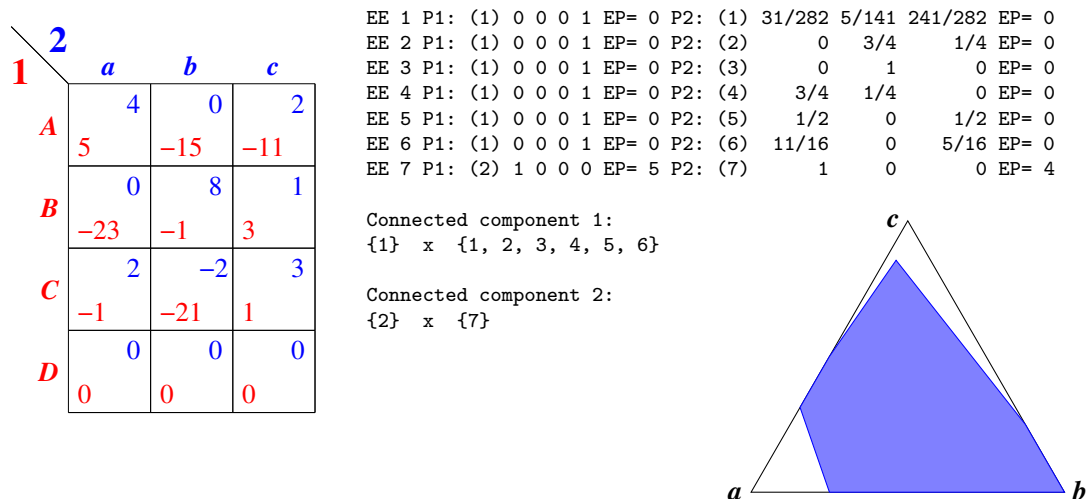 2
1
a b c
4 0 2
A
5 −15 −11
0 8 1
B
−23 −1 3
2 −2 3
C
−1 −21 1
0 0 0
D
0 0 0
EE 1 P1: (1) 0 0 0 1 EP= 0 P2: (1) 31/282 5/141 241/282 EP= 0
EE 2 P1: (1) 0 0 0 1 EP= 0 P2: (2) 0 3/4 1/4 EP= 0
EE 3 P1: (1) 0 0 0 1 EP= 0 P2: (3) 0 1 0 EP= 0
EE 4 P1: (1) 0 0 0 1 EP= 0 P2: (4) 3/4 1/4 0 EP= 0
EE 5 P1: (1) 0 0 0 1 EP= 0 P2: (5) 1/2 0 1/2 EP= 0
EE 6 P1: (1) 0 0 0 1 EP= 0 P2: (6) 11/16 0 5/16 EP= 0
EE 7 P1: (2) 1 0 0 0 EP= 5 P2: (7) 1 0 0 EP= 4
Connected component 1:
{1} x {1, 2, 3, 4, 5, 6}
Connected component 2:
{2} x {7}
c
a b